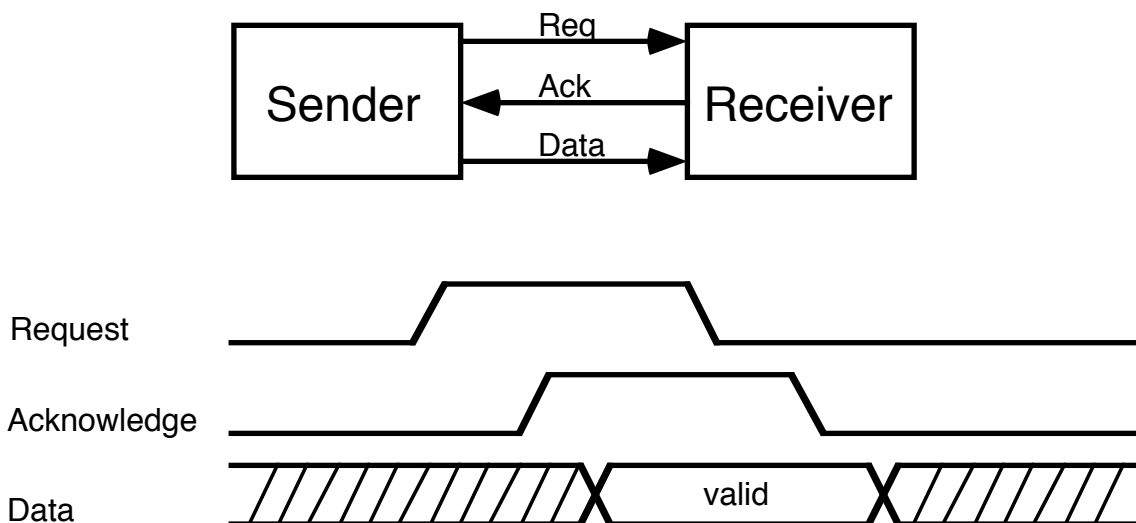 Req
Sender
Ack
Receiver
Data
Request
Acknowledge
Data
valid